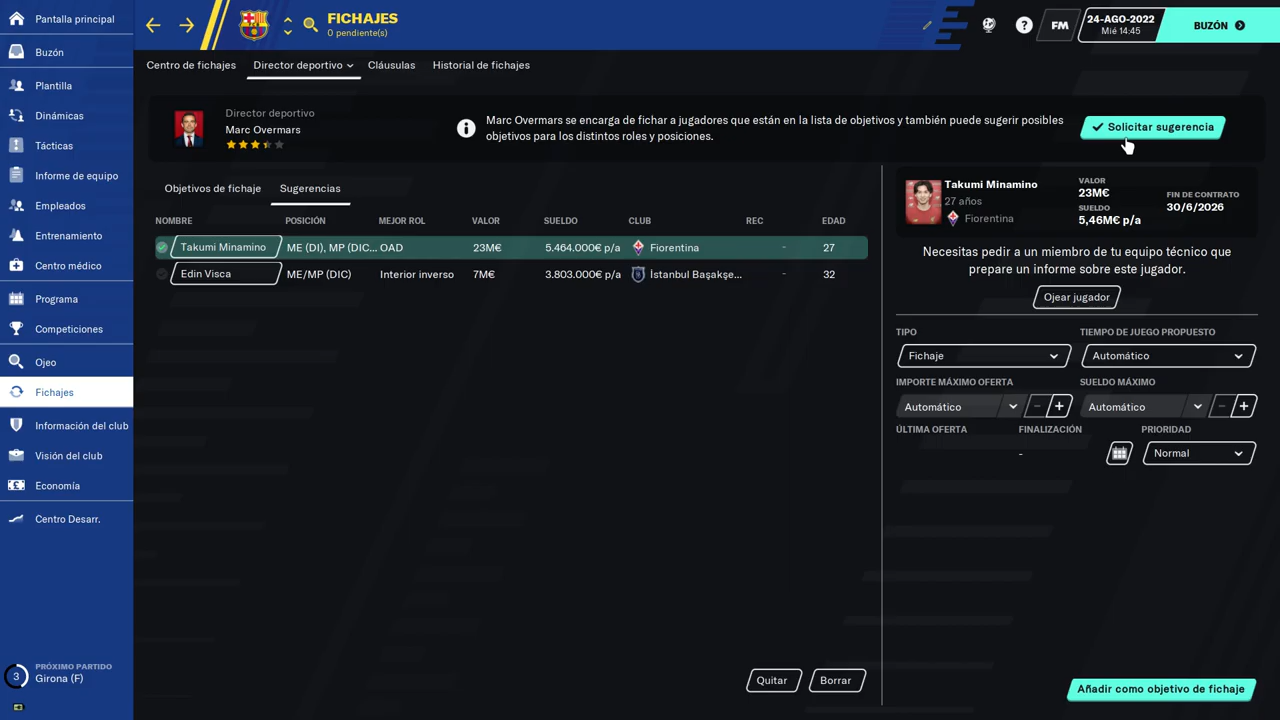 Pantalla principal
Buzón
Plantilla
Dinámicas
Tácticas
Informe de equipo
Empleados
Entrenamiento
Centro médico
Programa
Competiciones
Ojeo
Fichajes
Información del club
Visión del club
Economía
Centro Desarr.
PRÓXIMO PARTIDO
3 Girona (F)
FICHAJES
0 pendiente(s)
FM
24-AGO-2022
Mié 14:45
BUZÓN
Centro de fichajes Director deportivo Cláusulas Historial de fichajes
Director deportivo
Marc Overmars
Marc Overmars se encarga de fichar a jugadores que están en la lista de objetivos y también puede sugerir posibles
objetivos para los distintos roles y posiciones.
Solicitar sugerencia
Objetivos de fichaje Sugerencias
NOMBRE POSICIÓN MEJOR ROL VALOR SUELDO CLUB REC EDAD
Takumi Minamino ME (DI), MP (DIC... OAD 23M€ 5.464.000€ p/a Fiorentina - 27
Edin Visca ME/MP (DIC) Interior inverso 7M€ 3.803.000€ p/a İstanbul Başakşe... - 32
Quitar Borrar
Takumi Minamino
27 años
Fiorentina
VALOR
23M€
SUELDO
5,46M€ p/a
FIN DE CONTRATO
30/6/2026
Necesitas pedir a un miembro de tu equipo técnico que
prepare un informe sobre este jugador.
Ojear jugador
TIPO TIEMPO DE JUEGO PROPUESTO
Fichaje Automático
IMPORTE MÁXIMO OFERTA SUELDO MÁXIMO
Automático - + Automático - +
ÚLTIMA OFERTA FINALIZACIÓN PRIORIDAD
- Normal
Añadir como objetivo de fichaje